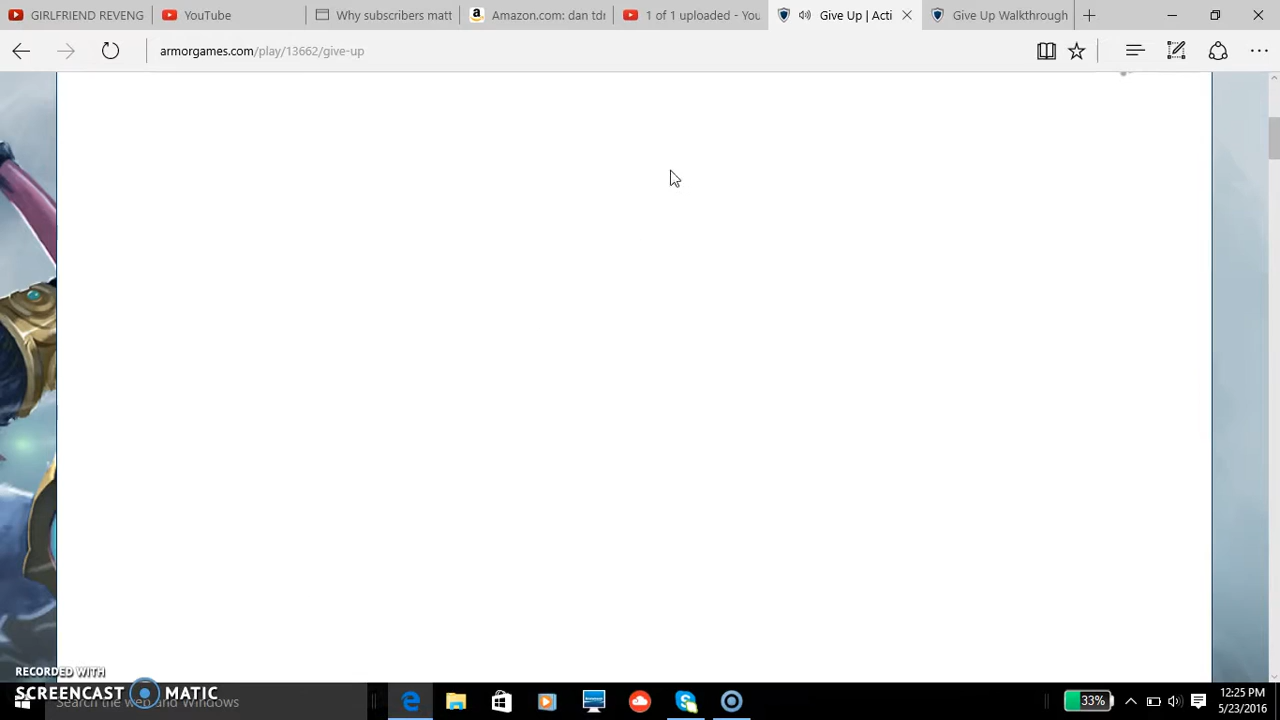 GIRLFRIEND REVENG
YouTube
Why subscribers matt
Amazon.com: dan tdr
1 of 1 uploaded - You
Give Up | Acti
Give Up Walkthrough
armorgames.com/play/13662/give-up
RECORDED WITH
SCREENCAST MATIC
Search the web and Windows
33%
12:25 PM
5/23/2016